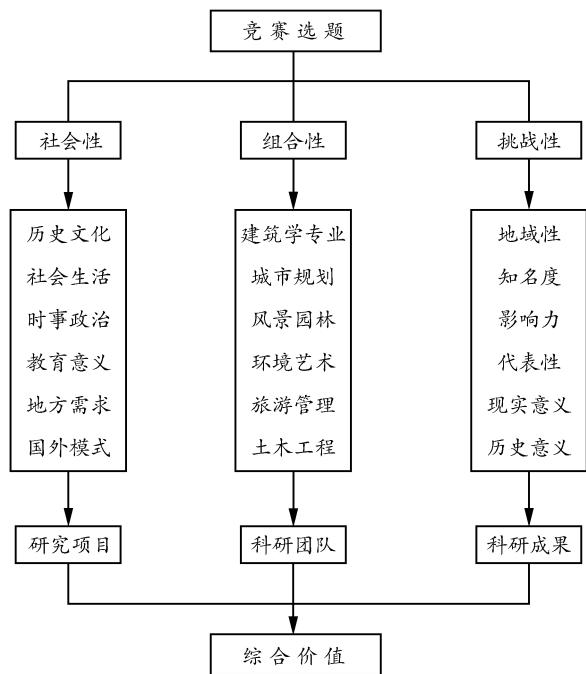 竞赛选题
社会性
组合性
挑战性
历史文化
社会生活
时事政治
教育意义
地方需求
国外模式
建筑学专业
城市规划
风景园林
环境艺术
旅游管理
土木工程
地域性
知名度
影响力
代表性
现实意义
历史意义
研究项目
科研团队
科研成果
综合价值